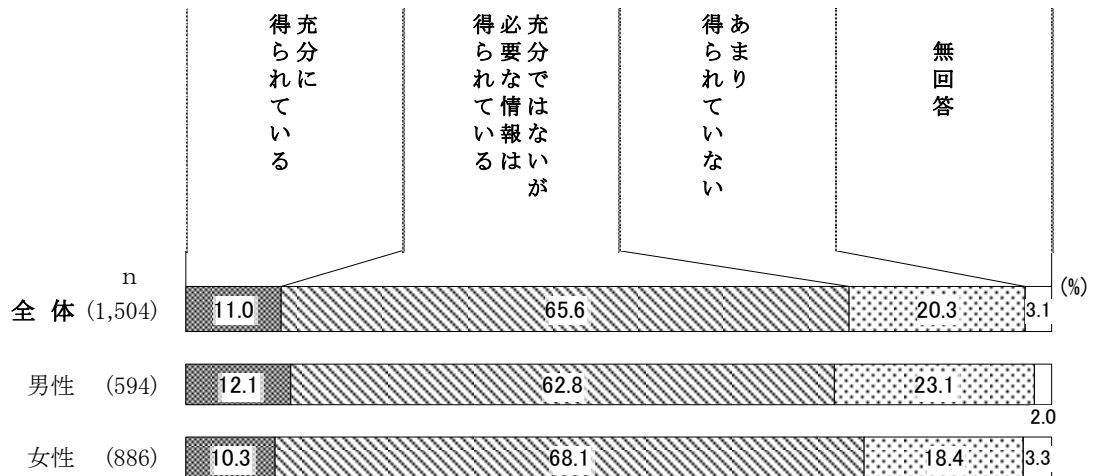 充分に
得られている
充分ではないが
必要な情報は
得られている
あまり
得られていない
無回答
n
(%)
全体 (1,504) 11.0 65.6 20.3 3.1
男性 (594) 12.1 62.8 23.1 2.0
女性 (886) 10.3 68.1 18.4 3.3